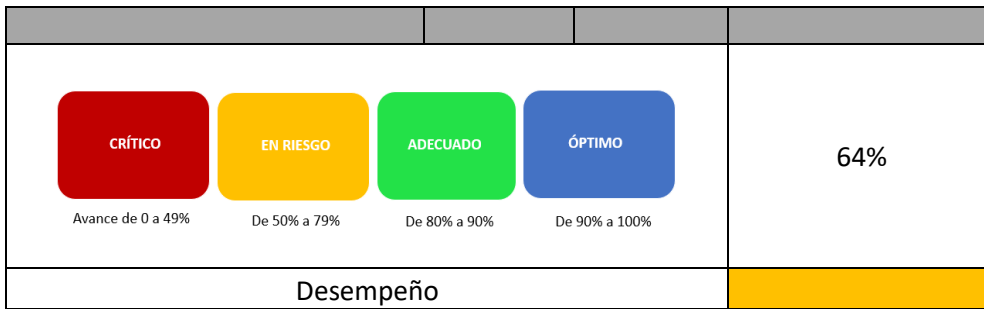 CRÍTICO
EN RIESGO
ADECUADO
ÓPTIMO
64%
Avance de 0 a 49%
De 50% a 79%
De 80% a 90%
De 90% a 100%
Desempeño